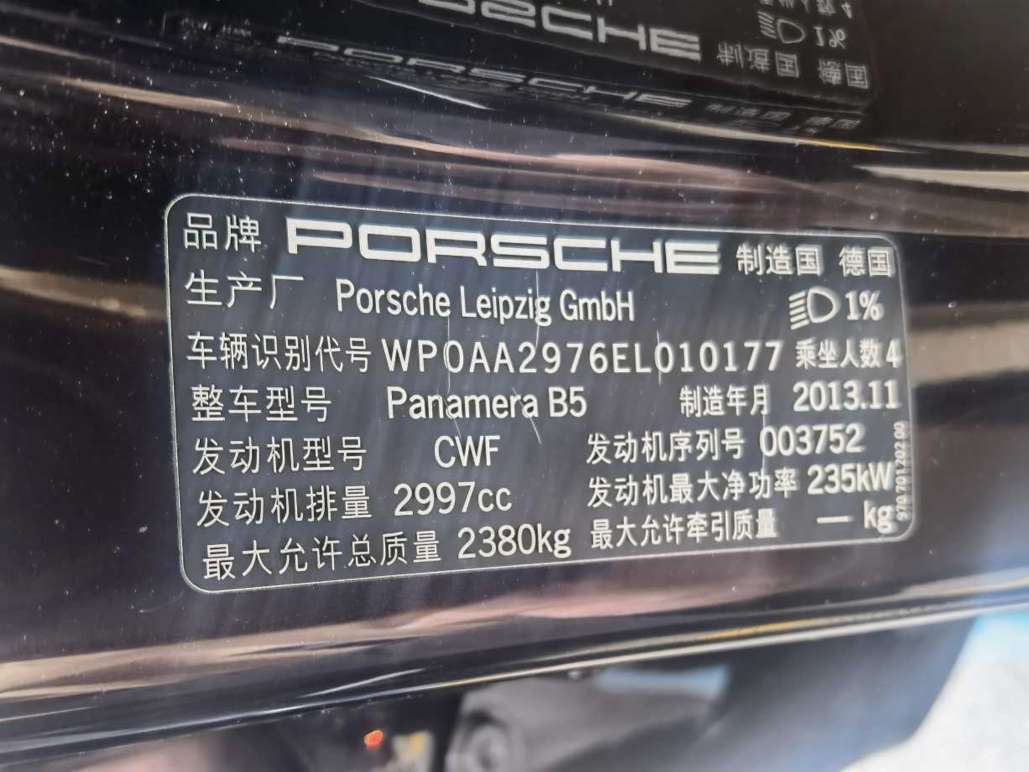 品牌 PORSCHE 制造国 德国
生产厂 Porsche Leipzig GmbH 1%
车辆识别代号 WP0AA2976EL010177 乘坐人数 4
整车型号 Panamera B5 制造年月 2013.11
发动机型号 CWF 发动机序列号 003752
发动机排量 2997cc 发动机最大净功率 235kW
最大允许总质量 2380kg 最大允许牵引质量 — kg
970.701.202.00